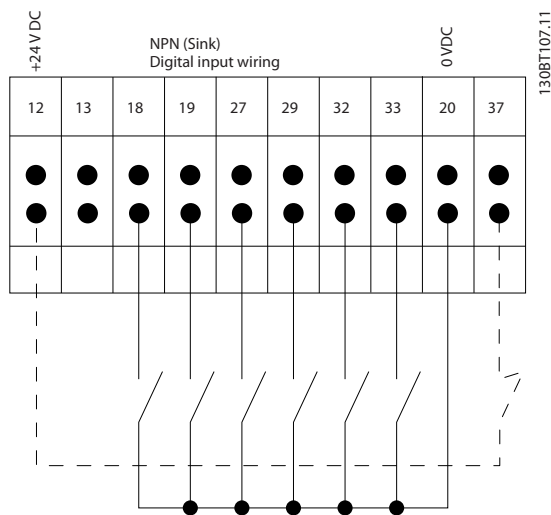 +24 V DC
NPN (Sink)
Digital input wiring
0 VDC
130BT107.11
12 13 18 19 27 29 32 33 20 37